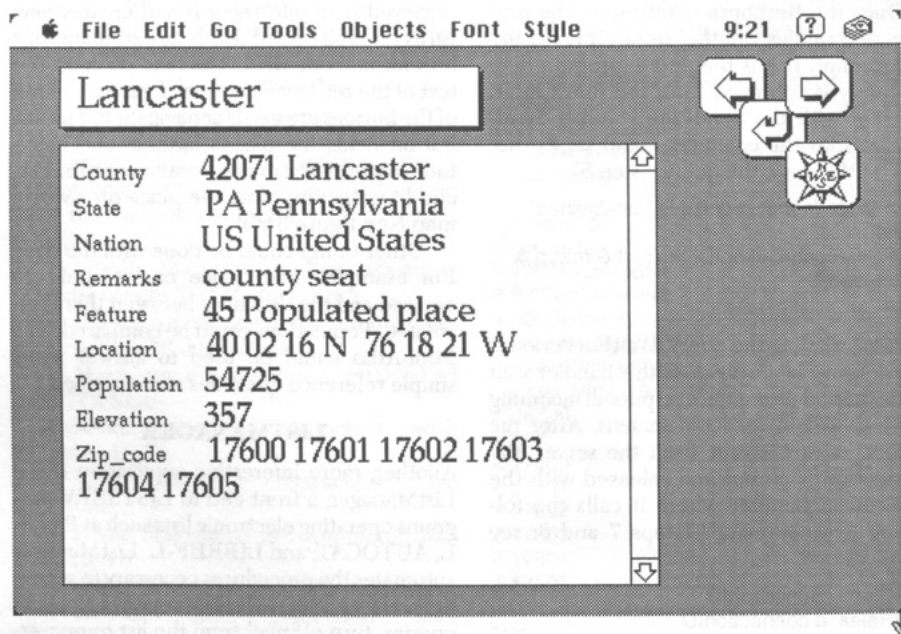 File Edit Go Tools Objects Font Style 9:21 ?
Lancaster
County 42071 Lancaster
State PA Pennsylvania
Nation US United States
Remarks county seat
Feature 45 Populated place
Location 40 02 16 N 76 18 21 W
Population 54725
Elevation 357
Zip_code 17600 17601 17602 17603
17604 17605
N
W E
S